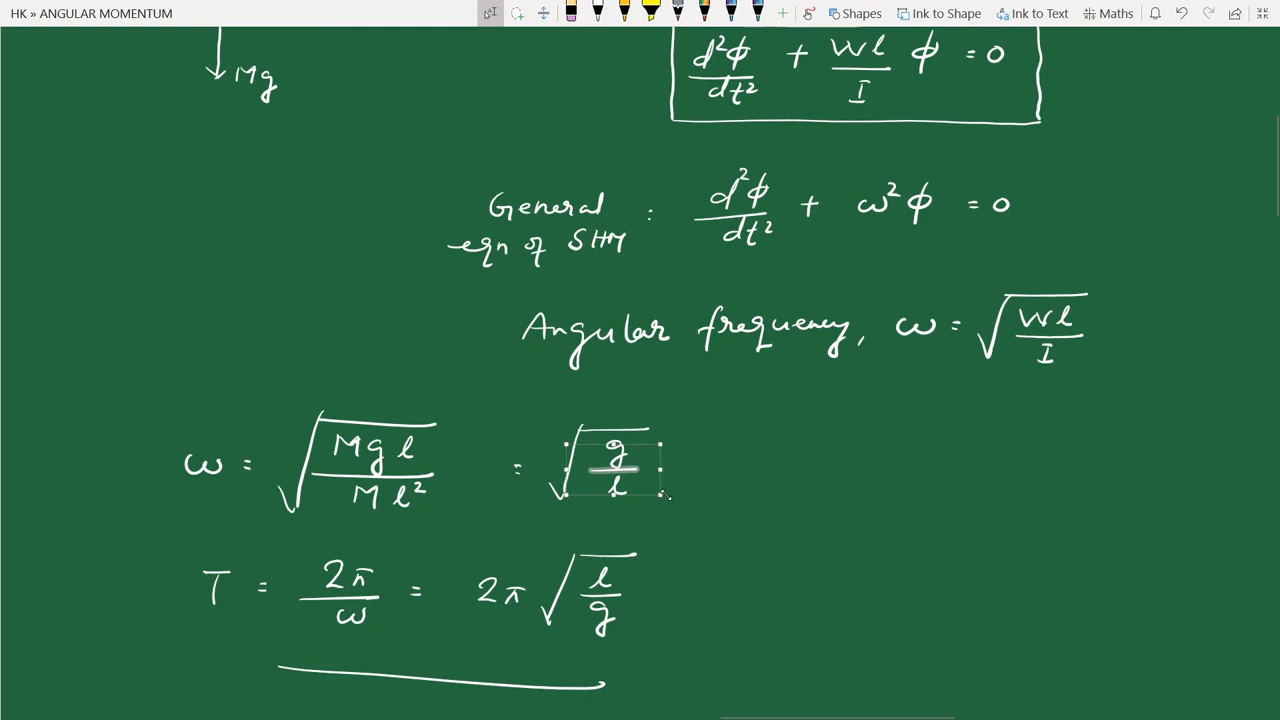 HK » ANGULAR MOMENTUM
Shapes Ink to Shape Ink to Text Maths
Mg
d²ϕ/dt² + Wl/I ϕ = 0
General eqn of SHM : d²ϕ/dt² + ω²ϕ = 0
Angular frequency, ω = √(Wl/I)
ω = √(Mgl/Ml²) = √(g/l)
T = 2π/ω = 2π√(l/g)